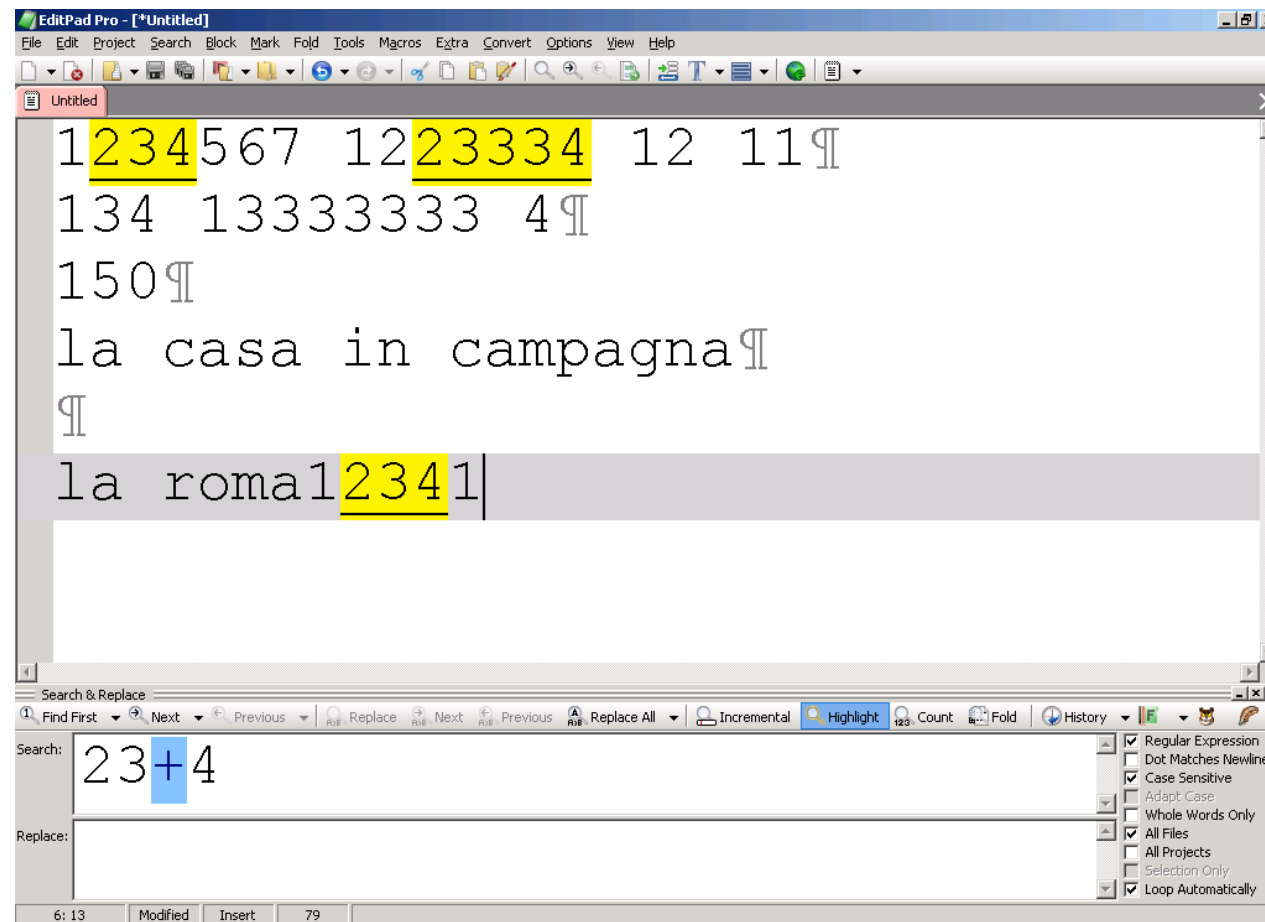 EditPad Pro - [*Untitled]
File Edit Project Search Block Mark Fold Tools Macros Extra Convert Options View Help
Untitled
1234567 1223334 12 11¶
134 13333333 4¶
150¶
la casa in campagna¶
¶
la roma12341
Search & Replace
Find First Next Previous Replace Next Previous Replace All Incremental Highlight Count Fold History
Search: 23+4
Replace:
Regular Expression
Dot Matches Newline
Case Sensitive
Adapt Case
Whole Words Only
All Files
All Projects
Selection Only
Loop Automatically
6: 13 Modified Insert 79